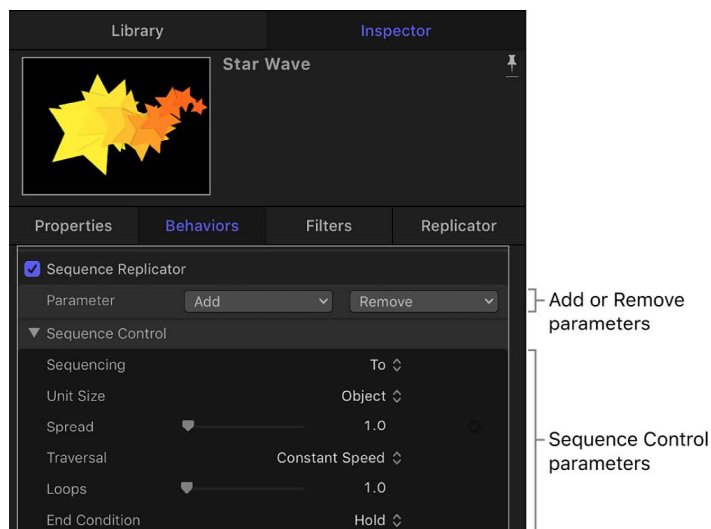 Library Inspector
Star Wave
Properties Behaviors Filters Replicator
Sequence Replicator
Parameter Add Remove
Add or Remove
parameters
Sequence Control
Sequencing To
Unit Size Object
Spread 1.0
Traversal Constant Speed
Sequence Control
parameters
Loops 1.0
End Condition Hold